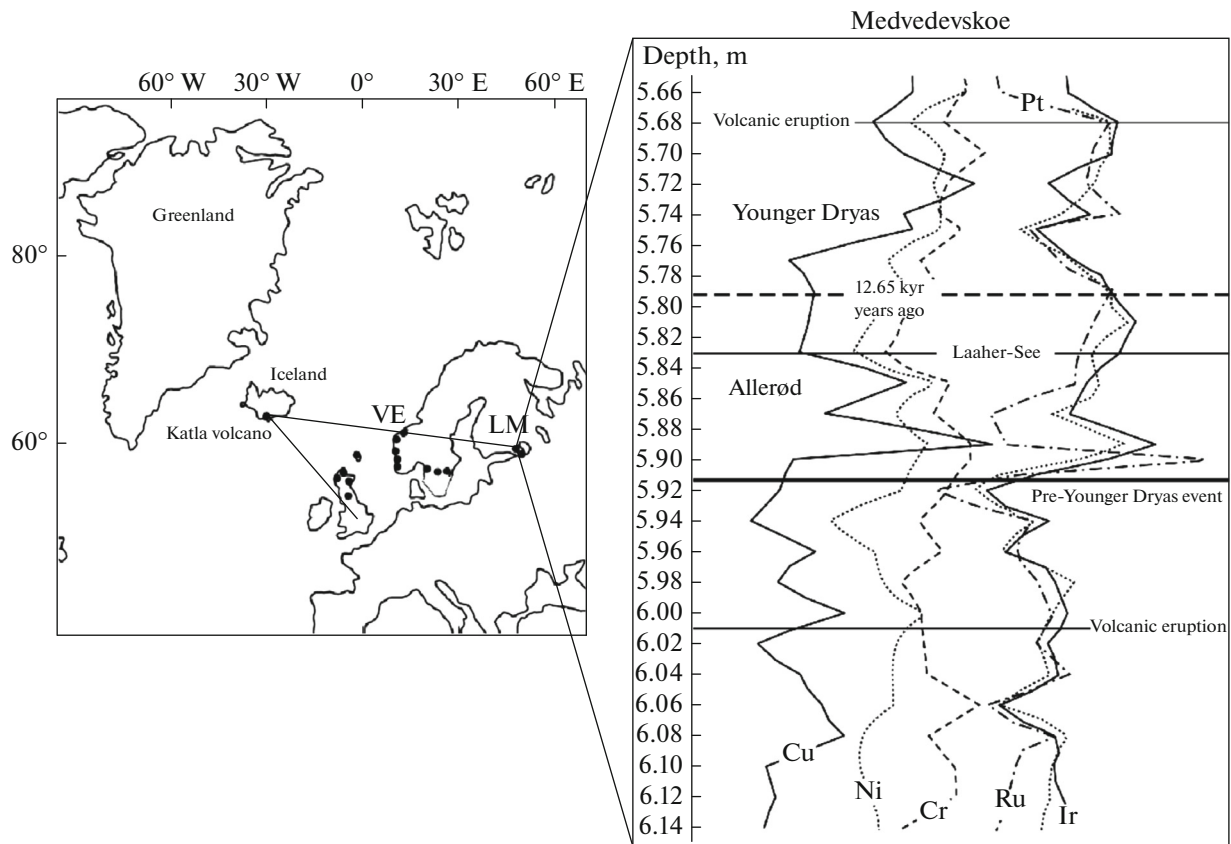 Medvedevskoe
60° W 30° W 0° 30° E 60° E
80°
60°
Greenland
Iceland
Katla volcano
VE
LM
Depth, m
5.66
5.68
5.70
5.72
5.74
5.76
5.78
5.80
5.82
5.84
5.86
5.88
5.90
5.92
5.94
5.96
5.98
6.00
6.02
6.04
6.06
6.08
6.10
6.12
6.14
Pt
Volcanic eruption
Younger Dryas
12.65 kyr
years ago
Laaher-See
Allerød
Pre-Younger Dryas event
Volcanic eruption
Cu
Ni
Cr
Ru
Ir